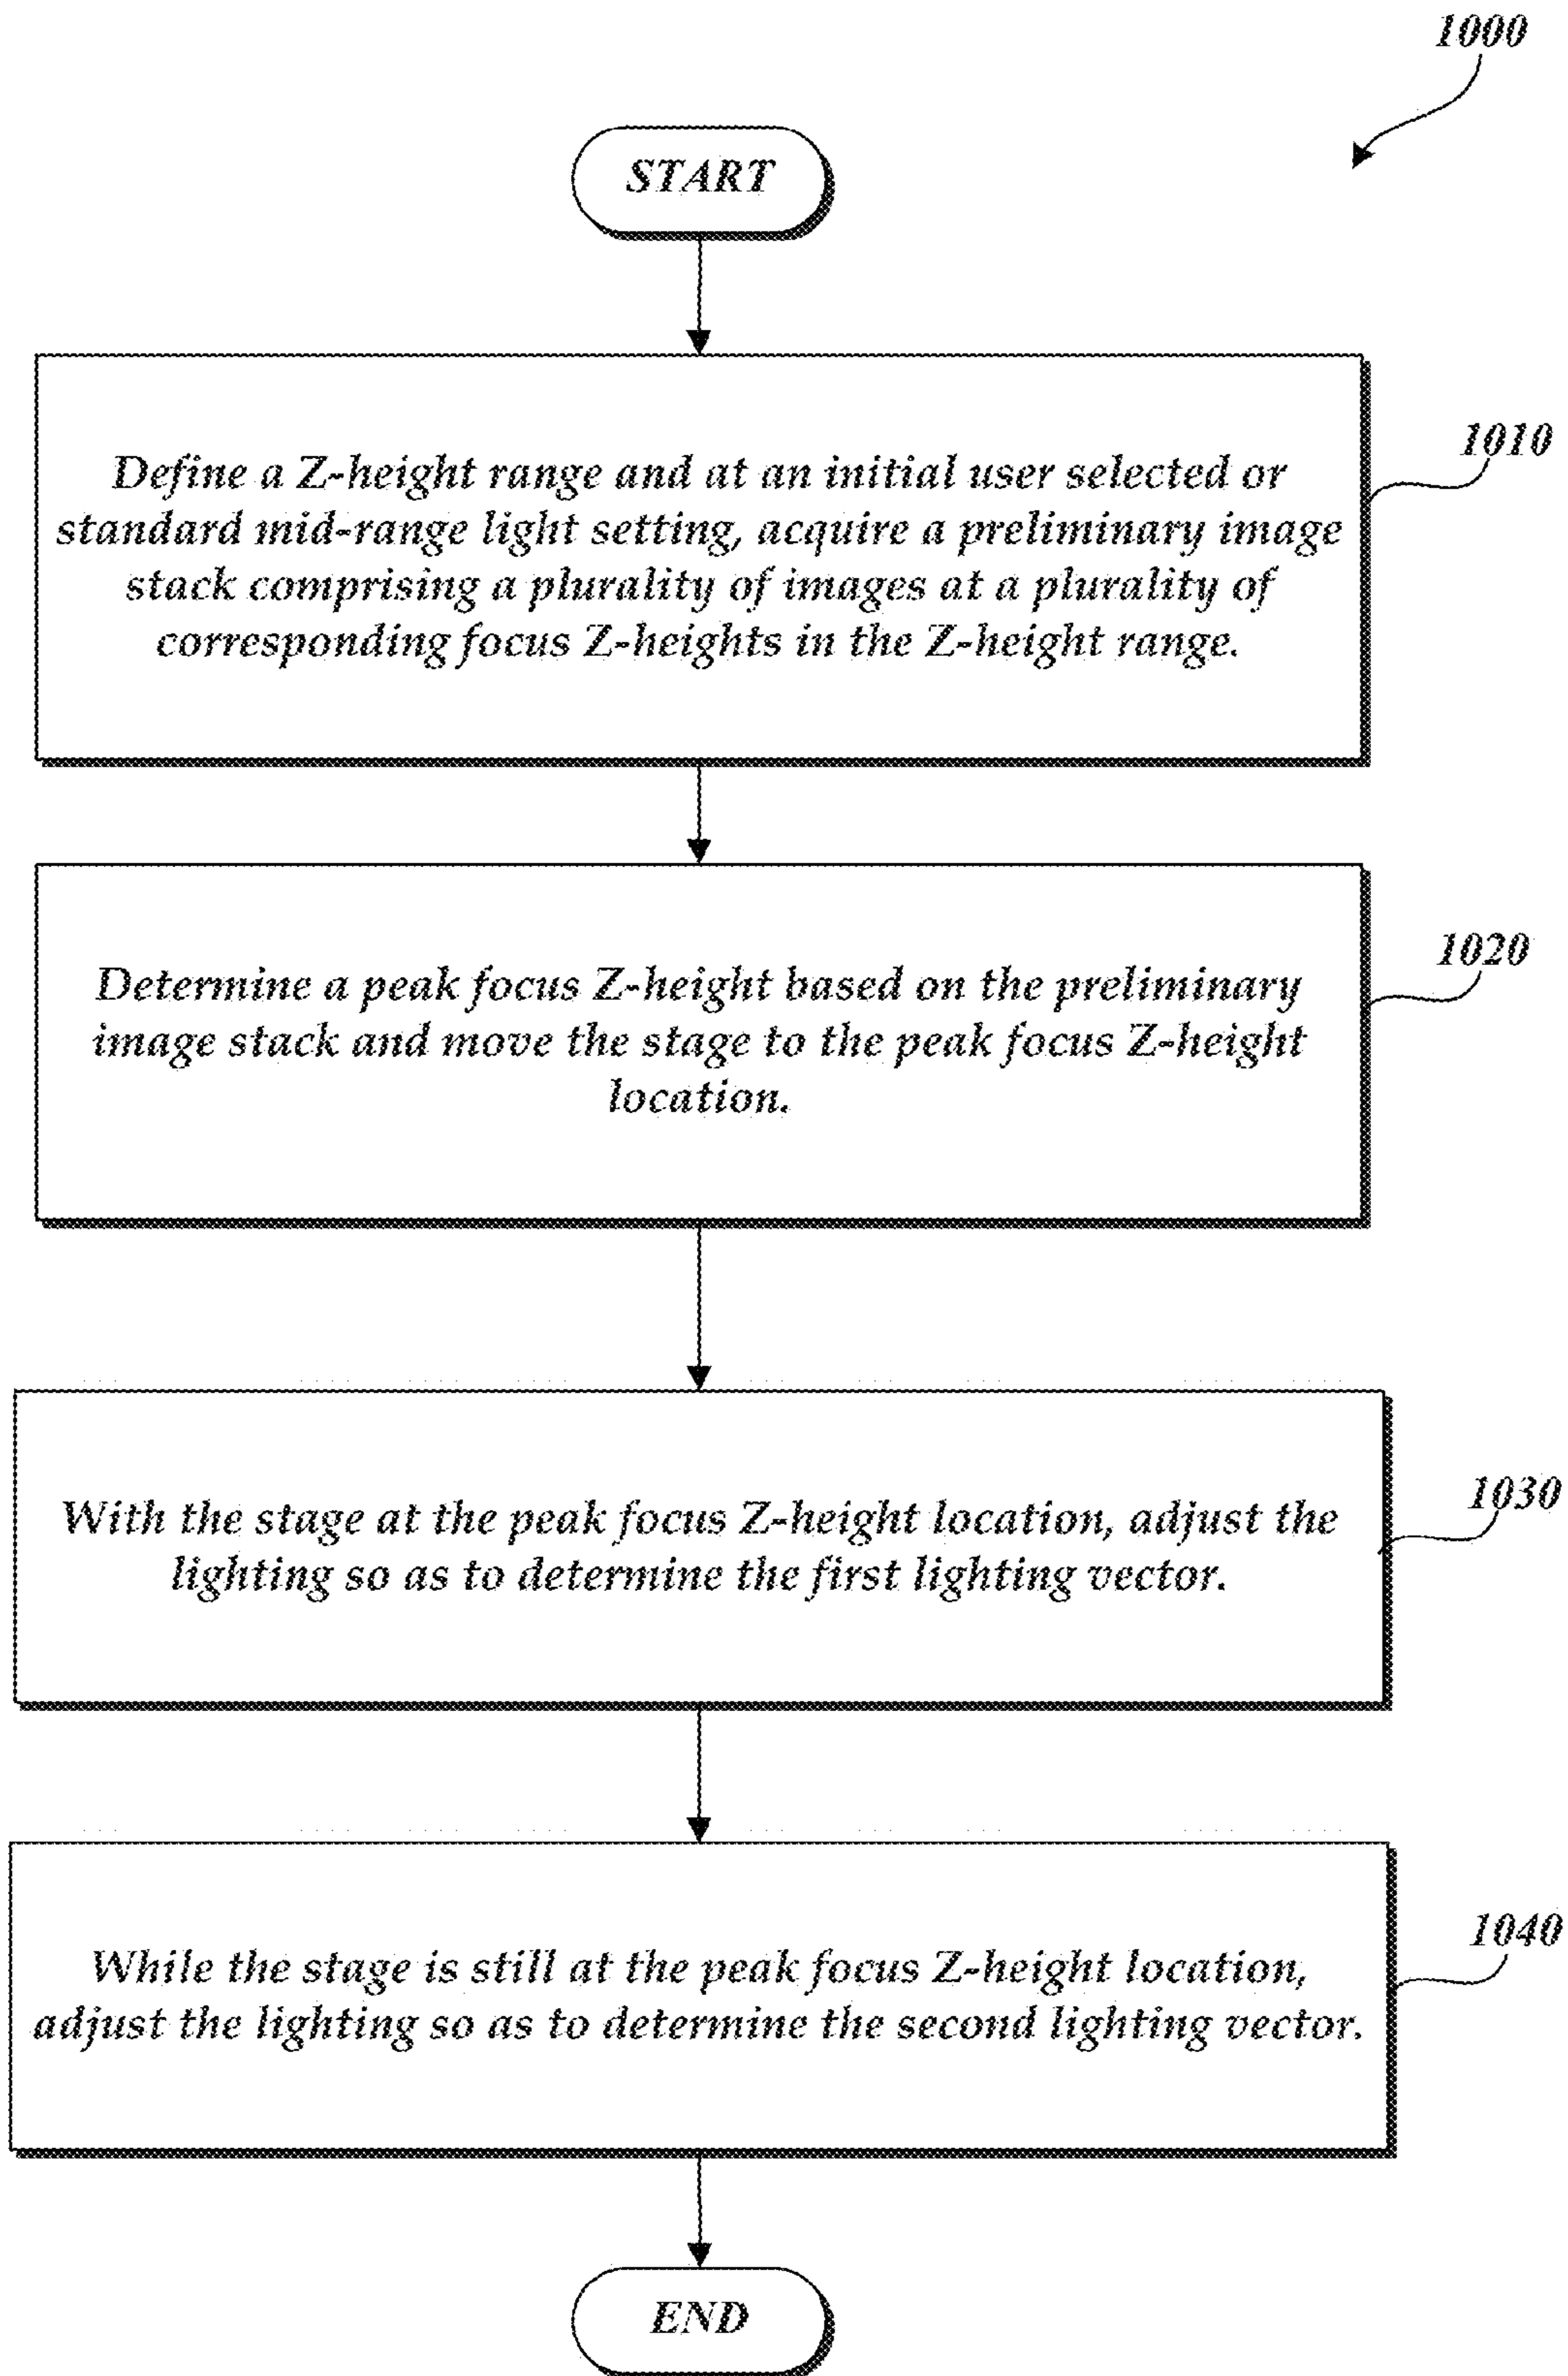 1000
START
Define a Z-height range and at an initial user selected or
standard mid-range light setting, acquire a preliminary image
stack comprising a plurality of images at a plurality of
corresponding focus Z-heights in the Z-height range.
1010
Determine a peak focus Z-height based on the preliminary
image stack and move the stage to the peak focus Z-height
location.
1020
With the stage at the peak focus Z-height location, adjust the
lighting so as to determine the first lighting vector.
1030
While the stage is still at the peak focus Z-height location,
adjust the lighting so as to determine the second lighting vector.
1040
END